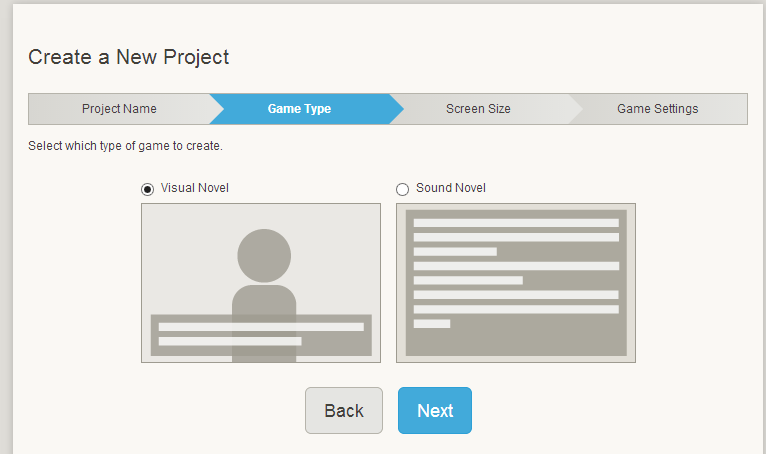 Create a New Project
Project Name Game Type Screen Size Game Settings
Select which type of game to create.
Visual Novel Sound Novel
Back Next